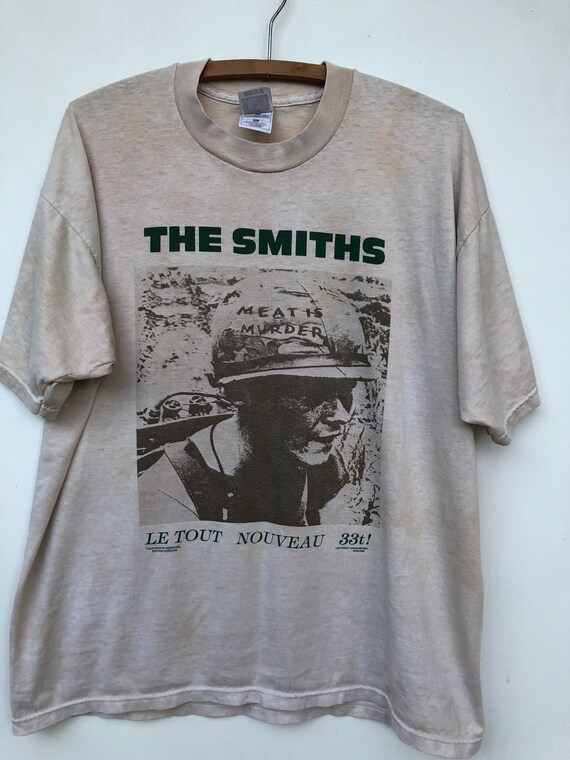 THE SMITHS
MEAT IS
MURDER
LE TOUT NOUVEAU 33t!